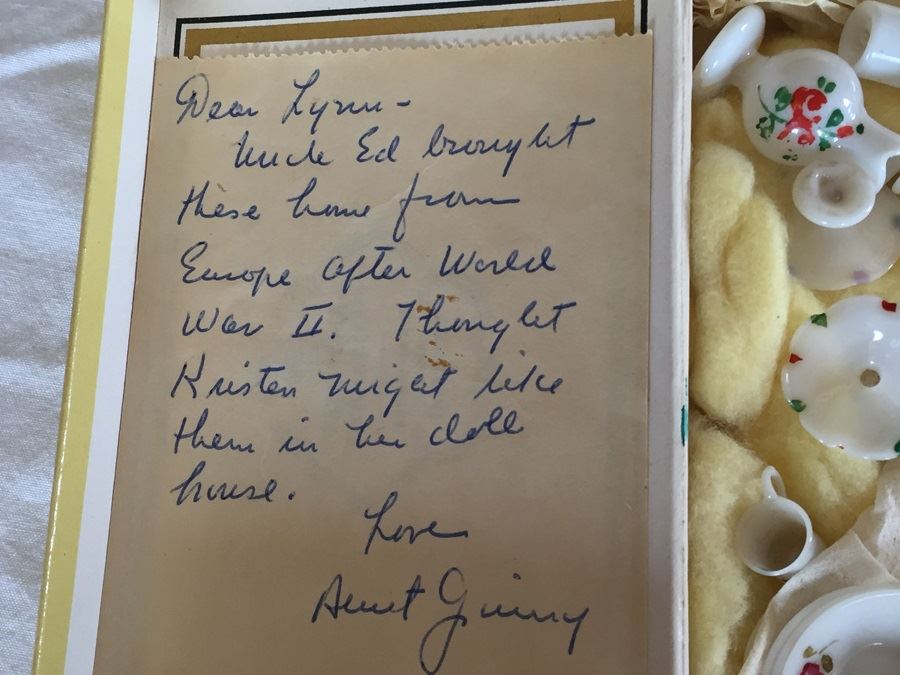 Dear Lynn -
Uncle Ed brought
these home from
Europe after World
War II. Thought
Kristen might like
them in her doll
house.
Love
Aunt Ginny